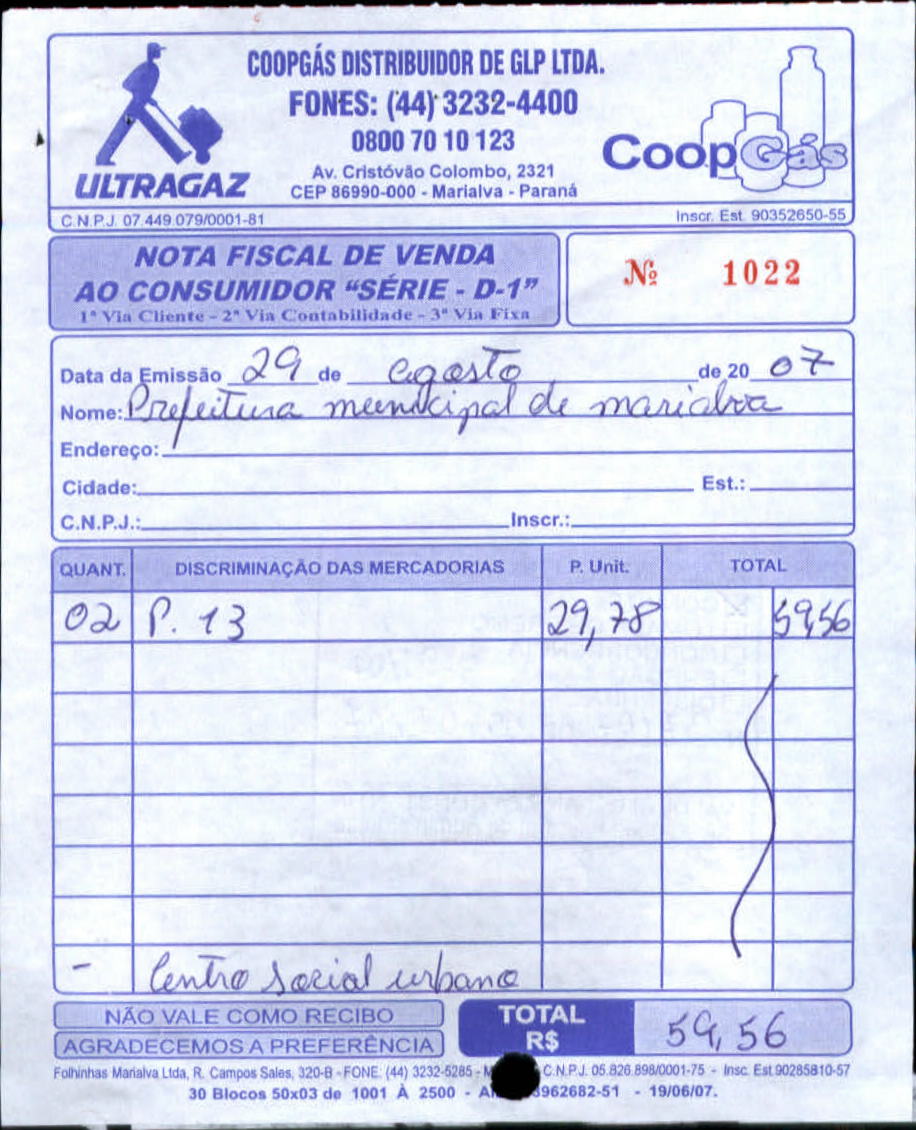 COOPGÁS DISTRIBUIDOR DE GLP LTDA.
FONES: (44) 3232-4400
0800 70 10 123
Av. Cristóvão Colombo, 2321
CEP 86990-000 - Marialva - Paraná
ULTRAGAZ
CoopGás
C.N.P.J. 07.449.079/0001-81
Inscr. Est. 90352650-55
NOTA FISCAL DE VENDA
AO CONSUMIDOR “SÉRIE - D-1”
1ª Via Cliente - 2ª Via Contabilidade - 3ª Via Fixa
Nº 1022
Data da Emissão 29 de agosto de 20 07
Nome: Prefeitura municipal de marialva
Endereço:
Cidade: Est.:
C.N.P.J.: Inscr.:
QUANT. DISCRIMINAÇÃO DAS MERCADORIAS P. Unit. TOTAL
02 P. 13 29,78 59,56
- Centro social urbano
NÃO VALE COMO RECIBO
AGRADECEMOS A PREFERÊNCIA
TOTAL R$ 59,56
Folhinhas Marialva Ltda, R. Campos Sales, 320-B - FONE: (44) 3232-5285 - C.N.P.J. 05.826.898/0001-75 - Insc. Est.90285810-57
30 Blocos 50x03 de 1001 À 2500 - 3962682-51 - 19/06/07.